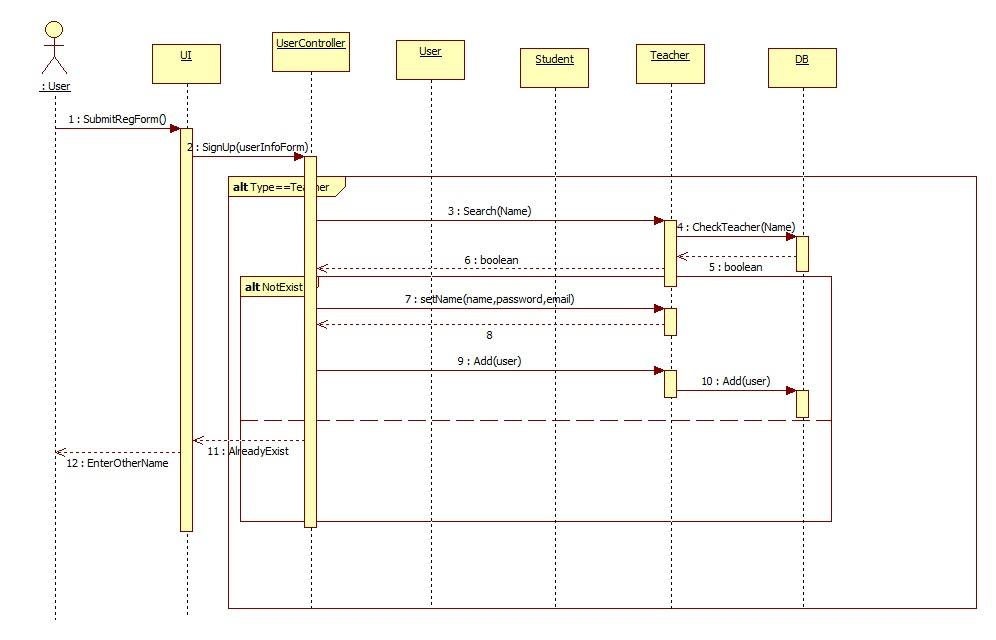 : User
UI
UserController
User
Student
Teacher
DB
1 : SubmitRegForm()
2 : SignUp(userInfoForm)
alt Type==Teacher
3 : Search(Name)
4 : CheckTeacher(Name)
5 : boolean
6 : boolean
alt NotExist
7 : setName(name,password,email)
8
9 : Add(user)
10 : Add(user)
11 : AlreadyExist
12 : EnterOtherName